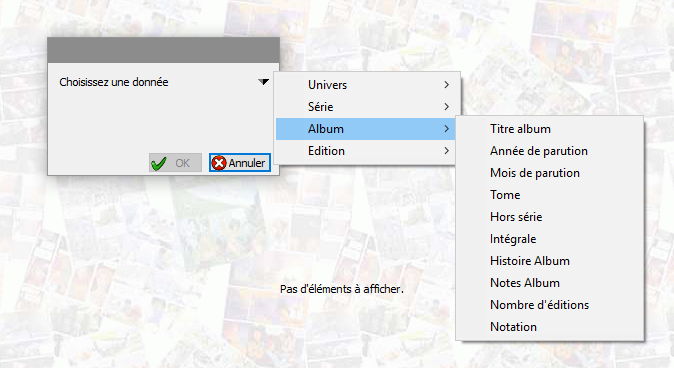 Choisissez une donnée
OK
Annuler
Univers
Série
Album
Edition
Titre album
Année de parution
Mois de parution
Tome
Hors série
Intégrale
Histoire Album
Notes Album
Nombre d'éditions
Notation
Pas d'éléments à afficher.